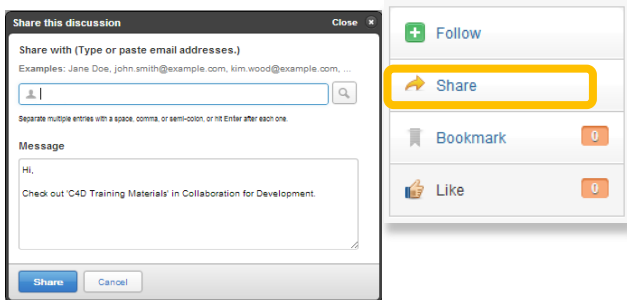 Share this discussion
Close
Share with (Type or paste email addresses.)
Examples: Jane Doe, john.smith@example.com, kim.wood@example.com, ...
Separate multiple entries with a space, comma, or semi-colon, or hit Enter after each one.
Message
Hi,
Check out 'C4D Training Materials' in Collaboration for Development.
Share
Cancel
Follow
Share
Bookmark
0
Like
0